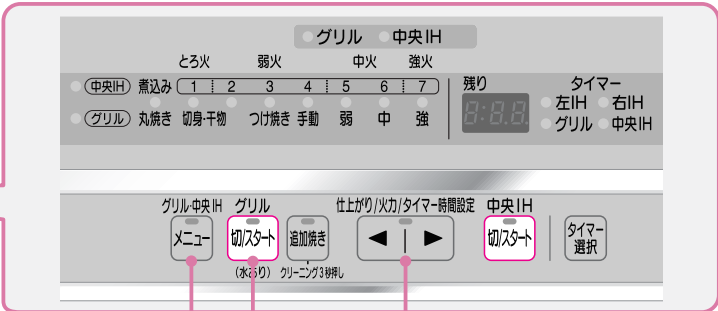 グリル 中央IH
とろ火 弱火 中火 強火
中央IH 煮込み 1 2 3 4 5 6 7
グリル 丸焼き 切身・干物 つけ焼き 手動 弱 中 強
残り タイマー
8:8.8.
左IH 右IH
グリル 中央IH
グリル・中央IH グリル 仕上がり/火力/タイマー時間設定 中央IH
メニュー 切/スタート 追加焼き ◀ | ▶ 切/スタート タイマー選択
(水あり) クリーニング3秒押し